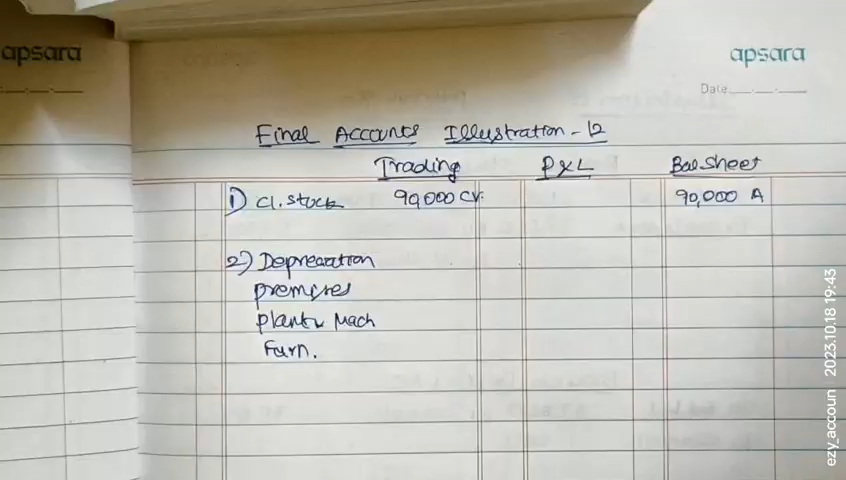 apsara
apsara
Date
Final Accounts Illustration - 12
Trading P & L Bal Sheet
1) Cl. Stock 90,000 Cr. 90,000 A
2) Depreciation
premises
plant & Mach
Furn.
ezy_accoun 2023.10.18 19:43